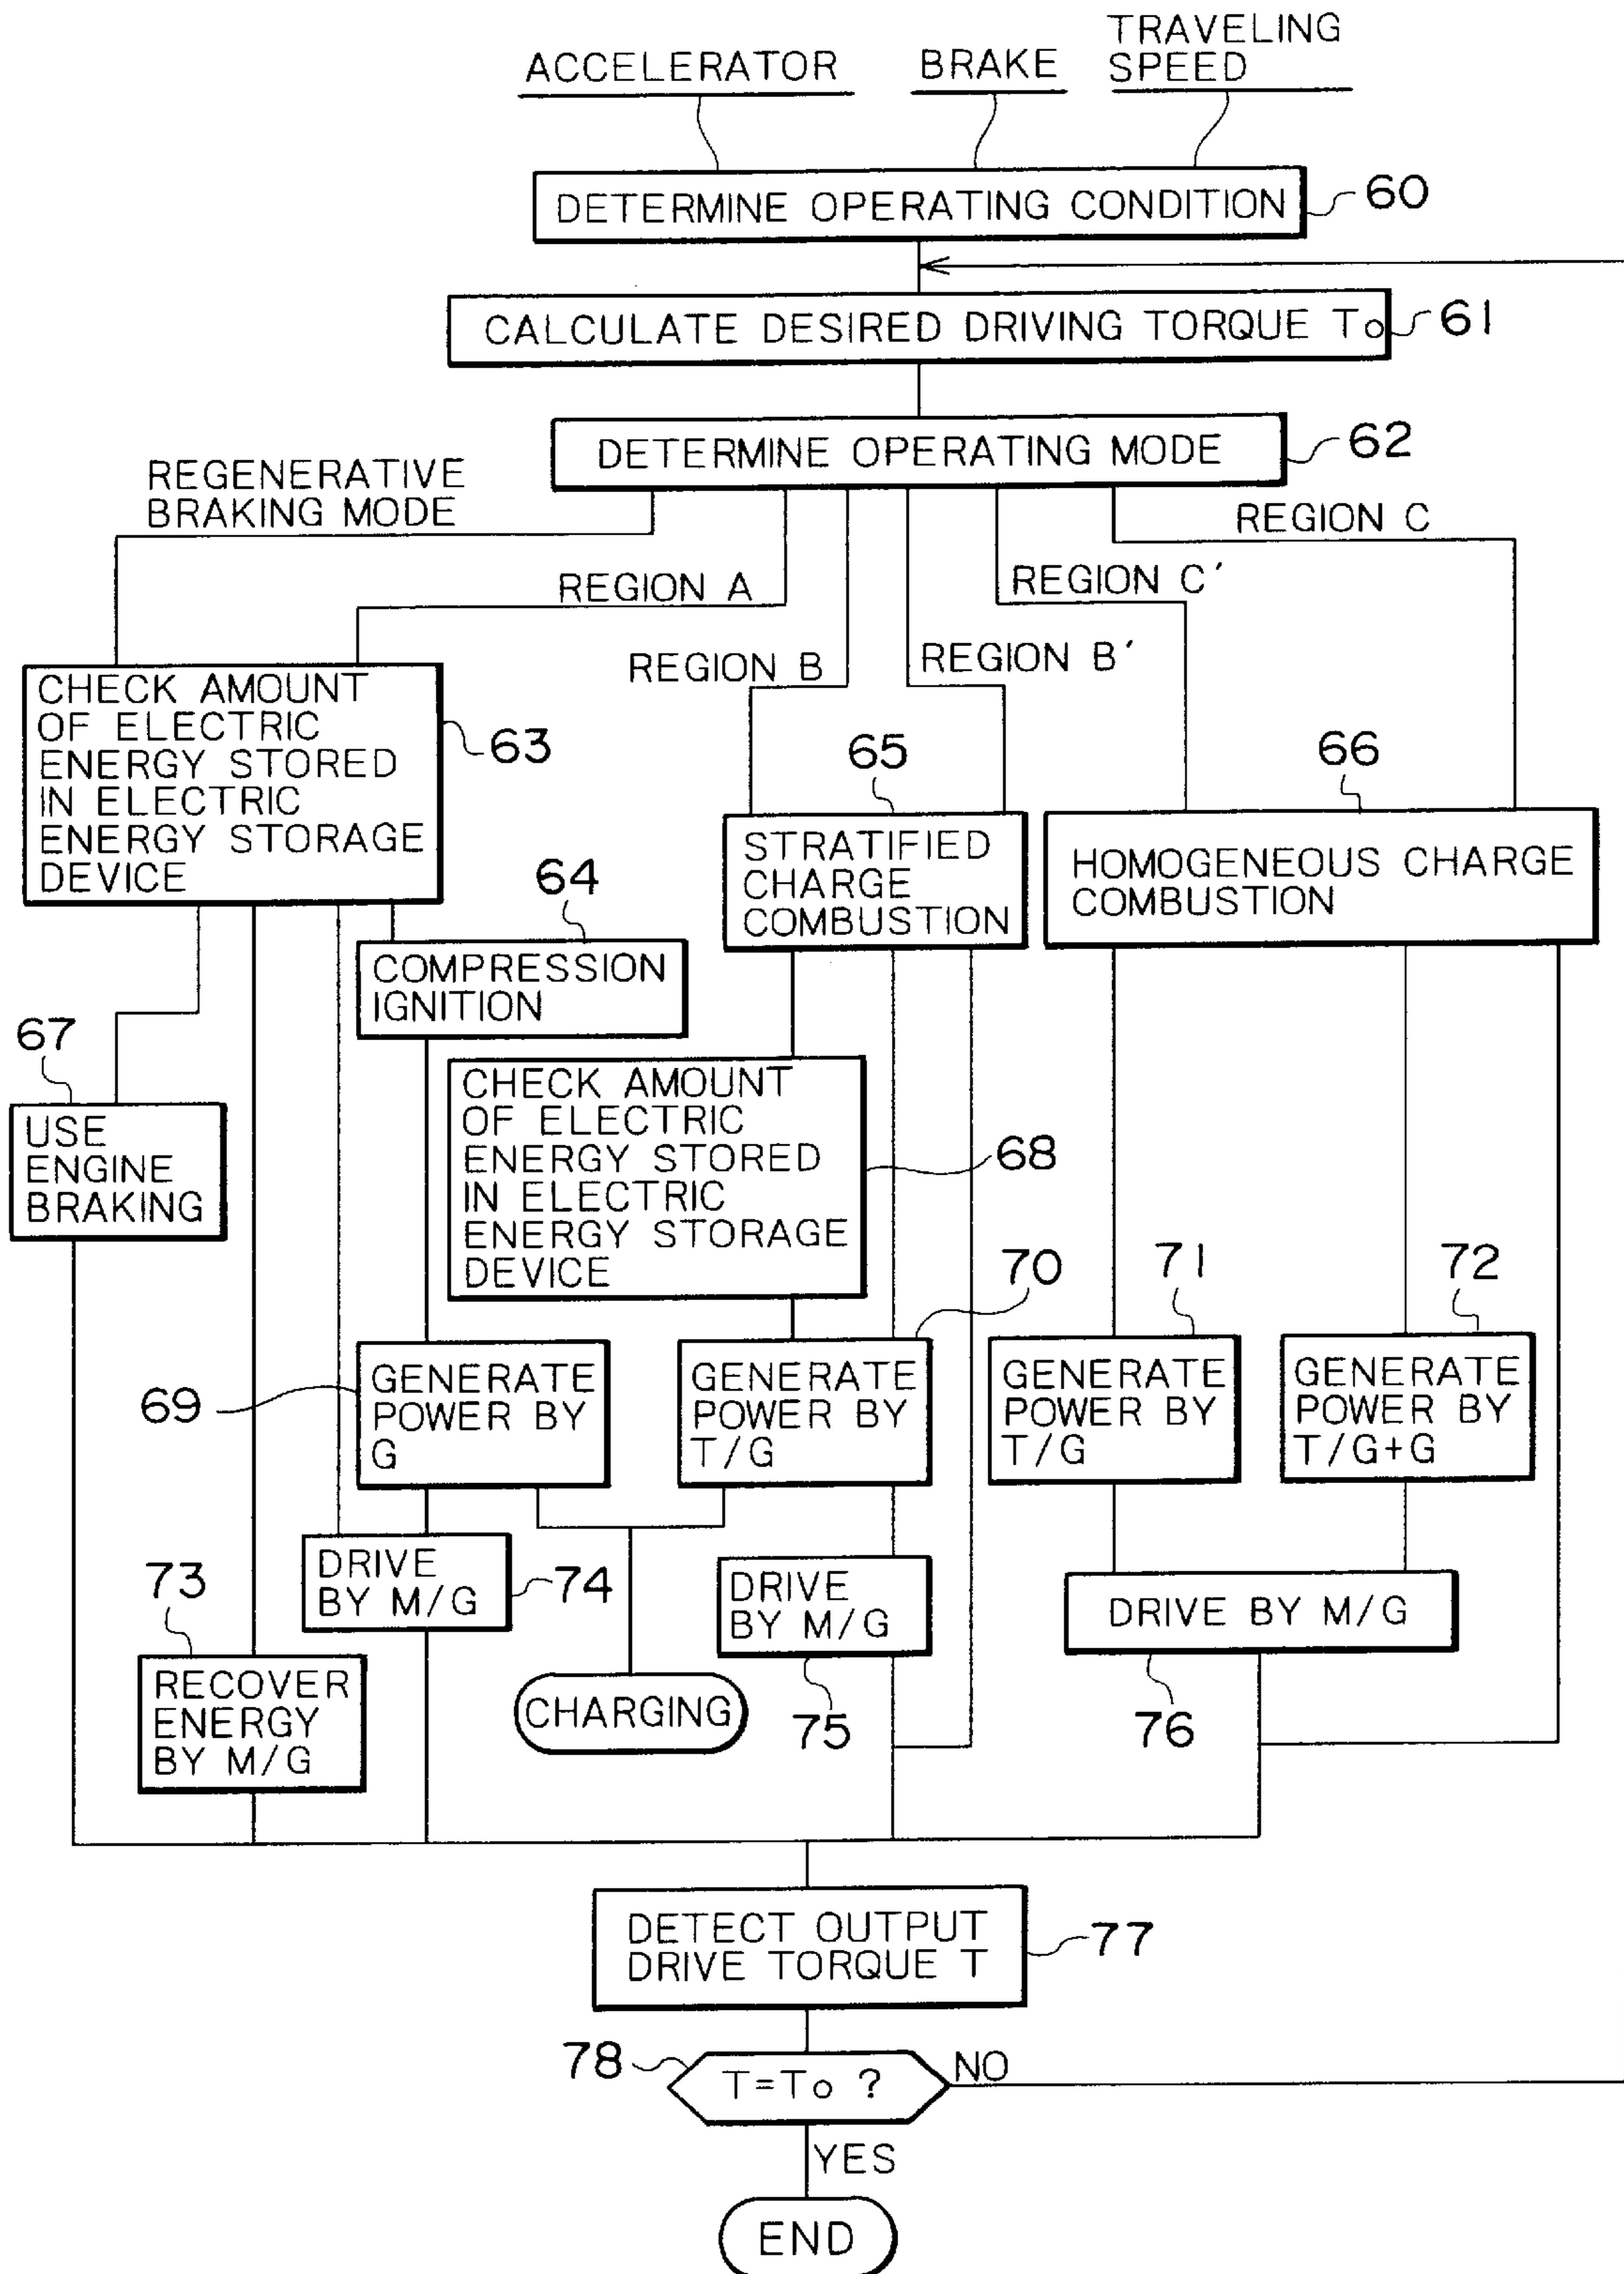 ACCELERATOR
BRAKE
TRAVELING
SPEED
DETERMINE OPERATING CONDITION
60
CALCULATE DESIRED DRIVING TORQUE To
61
DETERMINE OPERATING MODE
62
REGENERATIVE
BRAKING MODE
REGION A
REGION B
REGION B'
REGION C'
REGION C
CHECK AMOUNT
OF ELECTRIC
ENERGY STORED
IN ELECTRIC
ENERGY STORAGE
DEVICE
63
64
COMPRESSION
IGNITION
65
STRATIFIED
CHARGE
COMBUSTION
66
HOMOGENEOUS CHARGE
COMBUSTION
67
USE
ENGINE
BRAKING
CHECK AMOUNT
OF ELECTRIC
ENERGY STORED
IN ELECTRIC
ENERGY STORAGE
DEVICE
68
69
GENERATE
POWER BY
G
70
GENERATE
POWER BY
T/G
71
GENERATE
POWER BY
T/G
72
GENERATE
POWER BY
T/G+G
73
RECOVER
ENERGY
BY M/G
DRIVE
BY M/G
74
CHARGING
DRIVE
BY M/G
75
DRIVE BY M/G
76
DETECT OUTPUT
DRIVE TORQUE T
77
78
T=To ?
NO
YES
END